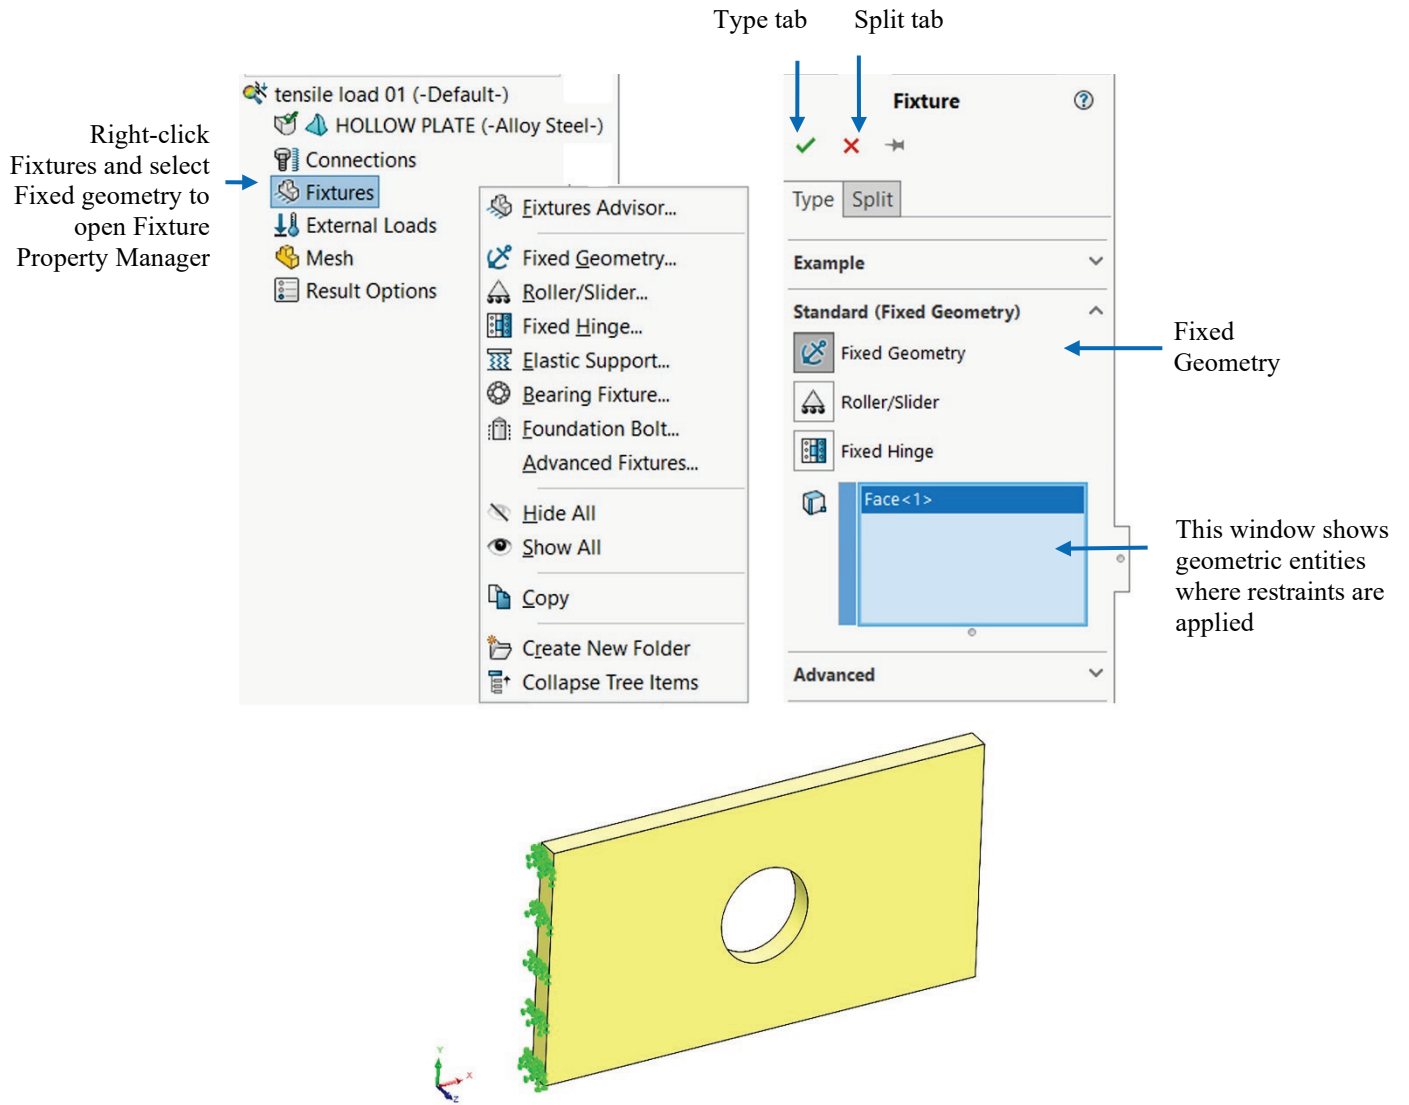 Type tab
Split tab
Right-click
Fixtures and select
Fixed geometry to
open Fixture
Property Manager
tensile load 01 (-Default-)
HOLLOW PLATE (-Alloy Steel-)
Connections
Fixtures
External Loads
Mesh
Result Options
Fixtures Advisor...
Fixed Geometry...
Roller/Slider...
Fixed Hinge...
Elastic Support...
Bearing Fixture...
Foundation Bolt...
Advanced Fixtures...
Hide All
Show All
Copy
Create New Folder
Collapse Tree Items
Fixture
?
Type
Split
Example
Standard (Fixed Geometry)
Fixed Geometry
Roller/Slider
Fixed Hinge
Face<1>
Advanced
Fixed
Geometry
This window shows
geometric entities
where restraints are
applied
Y
X
Z